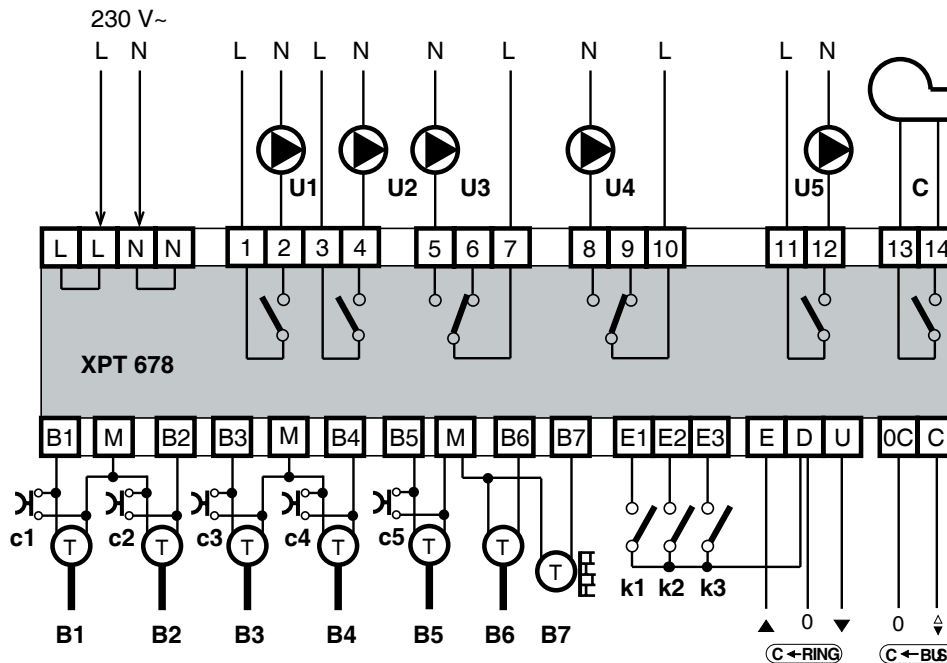 230 V~
L N L N L N N L N L L N
U1 U2 U3 U4 U5 C
L L N N 1 2 3 4 5 6 7 8 9 10 11 12 13 14
XPT 678
B1 M B2 B3 M B4 B5 M B6 B7 E1 E2 E3 E D U 0C C
c1 c2 c3 c4 c5
T T T T T T T
k1 k2 k3
0 0
B1 B2 B3 B4 B5 B6 B7
C RING C BUS